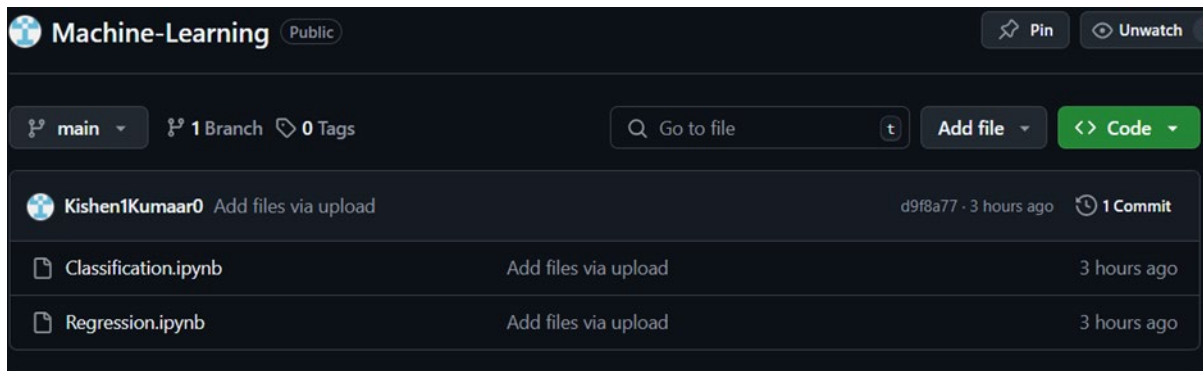 Machine-Learning Public Pin Unwatch
main 1 Branch 0 Tags Go to file t Add file <> Code
Kishen1Kumaar0 Add files via upload d9f8a77 · 3 hours ago 1 Commit
Classification.ipynb Add files via upload 3 hours ago
Regression.ipynb Add files via upload 3 hours ago